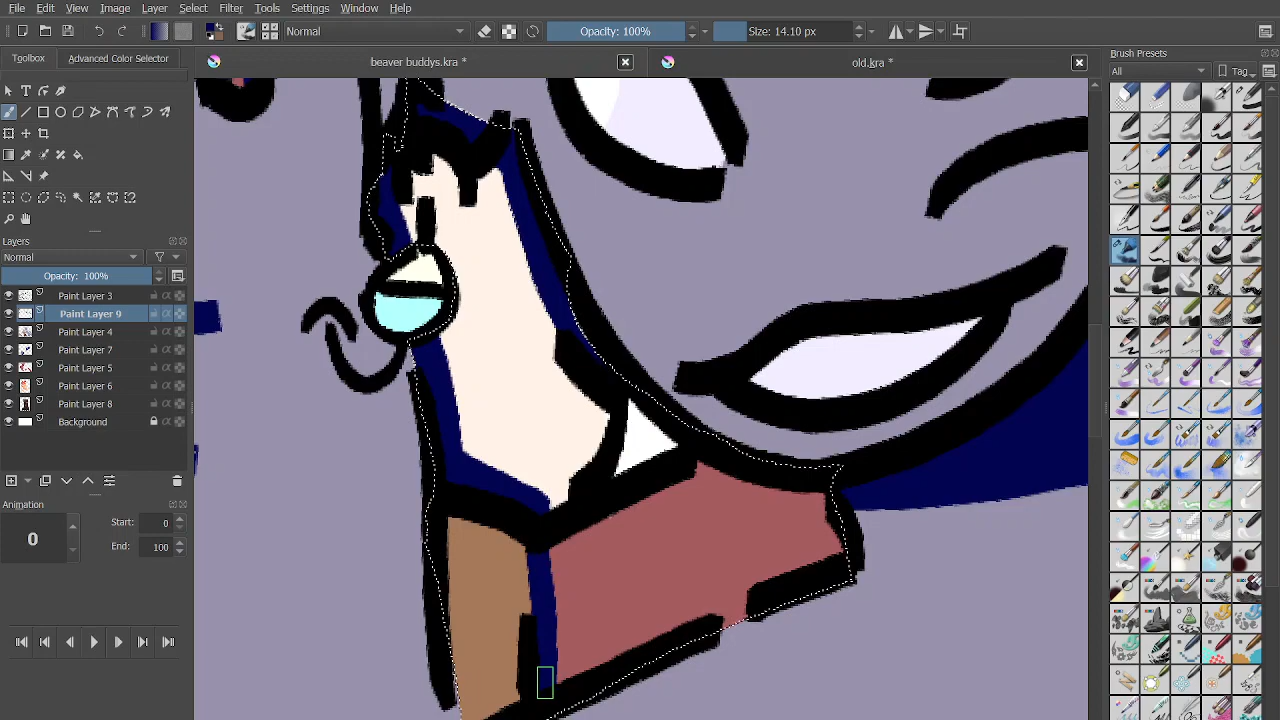 File Edit View Image Layer Select Filter Tools Settings Window Help
Normal Opacity: 100% Size: 14.10 px
Toolbox Advanced Color Selector beaver buddys.kra * old.kra * Brush Presets
All Tag
Layers
Normal
Opacity: 100%
Paint Layer 3
Paint Layer 9
Paint Layer 4
Paint Layer 7
Paint Layer 5
Paint Layer 6
Paint Layer 8
Background
Animation
0 Start: 0
End: 100